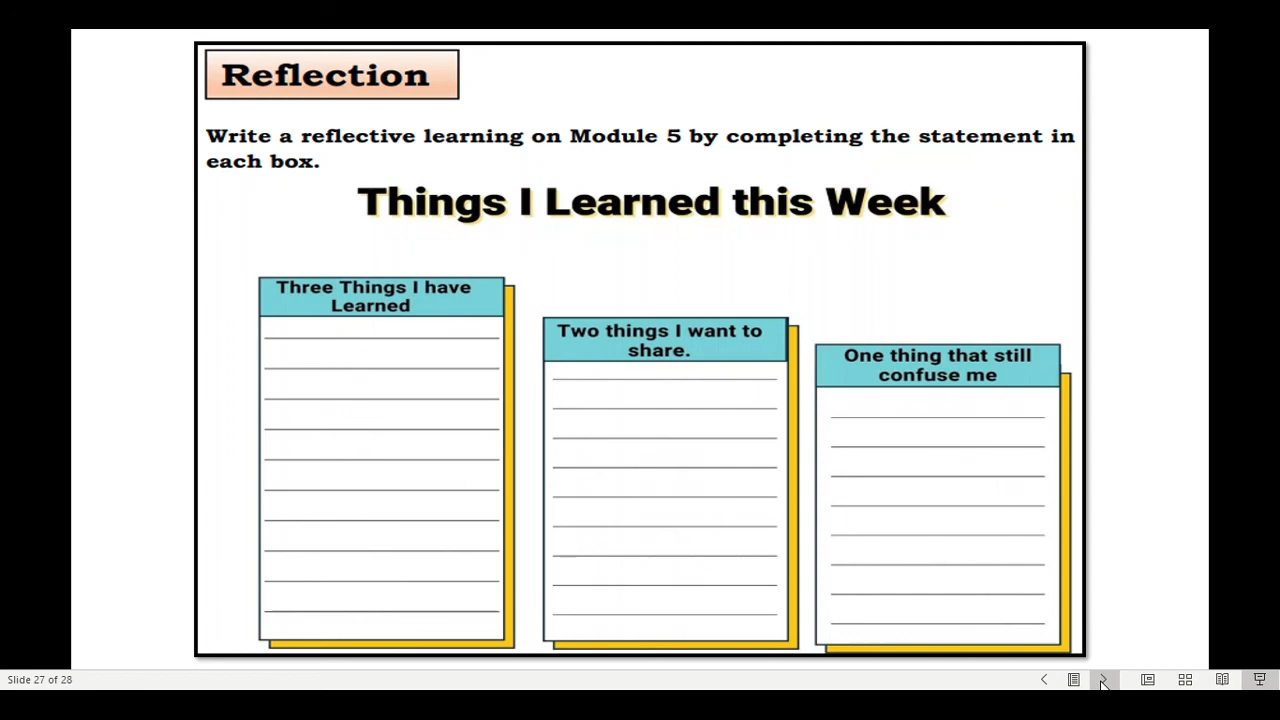 Reflection
Write a reflective learning on Module 5 by completing the statement in
each box.
Things I Learned this Week
Three Things I have
Learned
Two things I want to
share.
One thing that still
confuse me
Slide 27 of 28